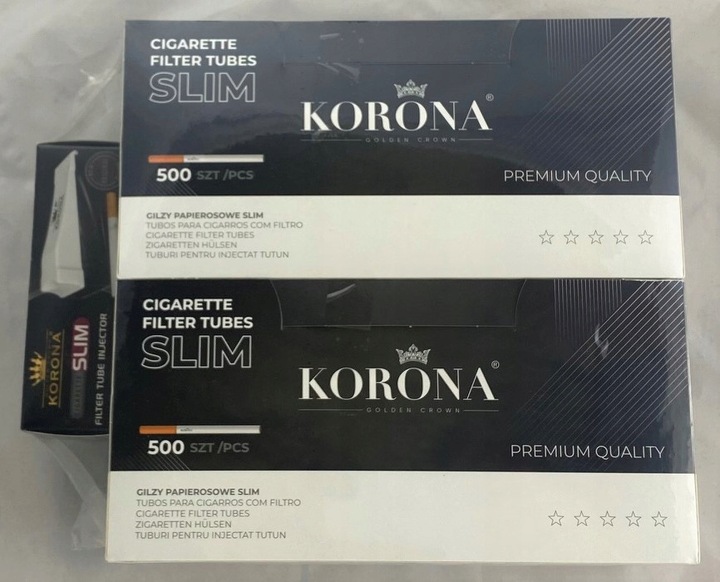 CIGARETTE
FILTER TUBES
SLIM
KORONA®
GOLDEN CROWN
500 SZT /PCS
PREMIUM QUALITY
GILZY PAPIEROSOWE SLIM
TUBOS PARA CIGARROS COM FILTRO
CIGARETTE FILTER TUBES
ZIGARETTEN HÜLSEN
TUBURI PENTRU INJECTAT TUTUN
KORONA
SLIM
FILTER TUBE INJECTOR
CIGARETTE
FILTER TUBES
SLIM
KORONA®
GOLDEN CROWN
500 SZT /PCS
PREMIUM QUALITY
GILZY PAPIEROSOWE SLIM
TUBOS PARA CIGARROS COM FILTRO
CIGARETTE FILTER TUBES
ZIGARETTEN HÜLSEN
TUBURI PENTRU INJECTAT TUTUN